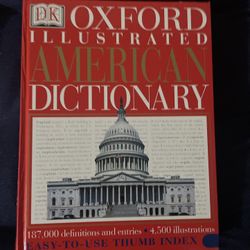 DK
OXFORD
ILLUSTRATED
AMERICAN
DICTIONARY
187,000 definitions and entries • 4,500 illustrations
EASY-TO-USE THUMB INDEX